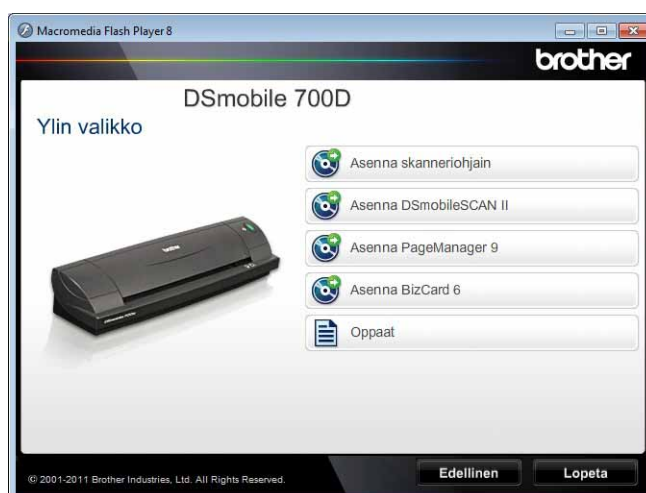 Macromedia Flash Player 8
brother
DSmobile 700D
Ylin valikko
Asenna skanneriohjain
Asenna DSmobileSCAN II
Asenna PageManager 9
Asenna BizCard 6
Oppaat
brother
© 2001-2011 Brother Industries, Ltd. All Rights Reserved.
Edellinen
Lopeta